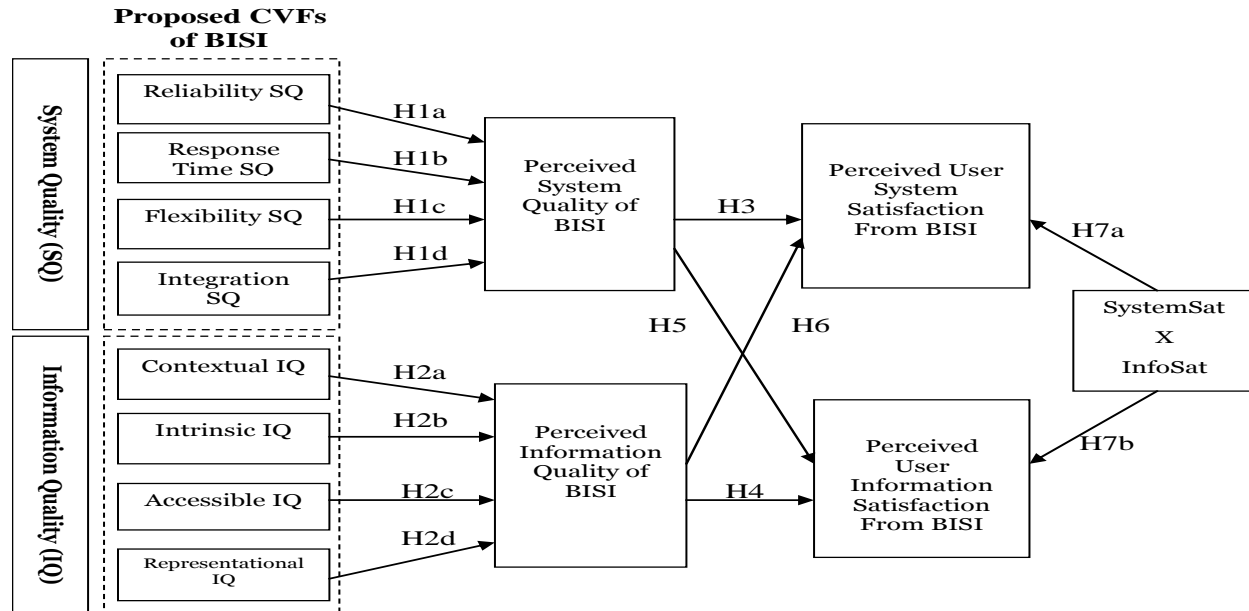 Proposed CVFs
of BISI
System Quality (SQ)
Reliability SQ
Response
Time SQ
Flexibility SQ
Integration
SQ
H1a
H1b
H1c
H1d
Perceived
System
Quality of
BISI
H3
Perceived User
System
Satisfaction
From BISI
H7a
H5
H6
SystemSat
X
InfoSat
Information Quality (IQ)
Contextual IQ
Intrinsic IQ
Accessible IQ
Representational
IQ
H2a
H2b
H2c
H2d
Perceived
Information
Quality of
BISI
H4
Perceived
User
Information
Satisfaction
From BISI
H7b